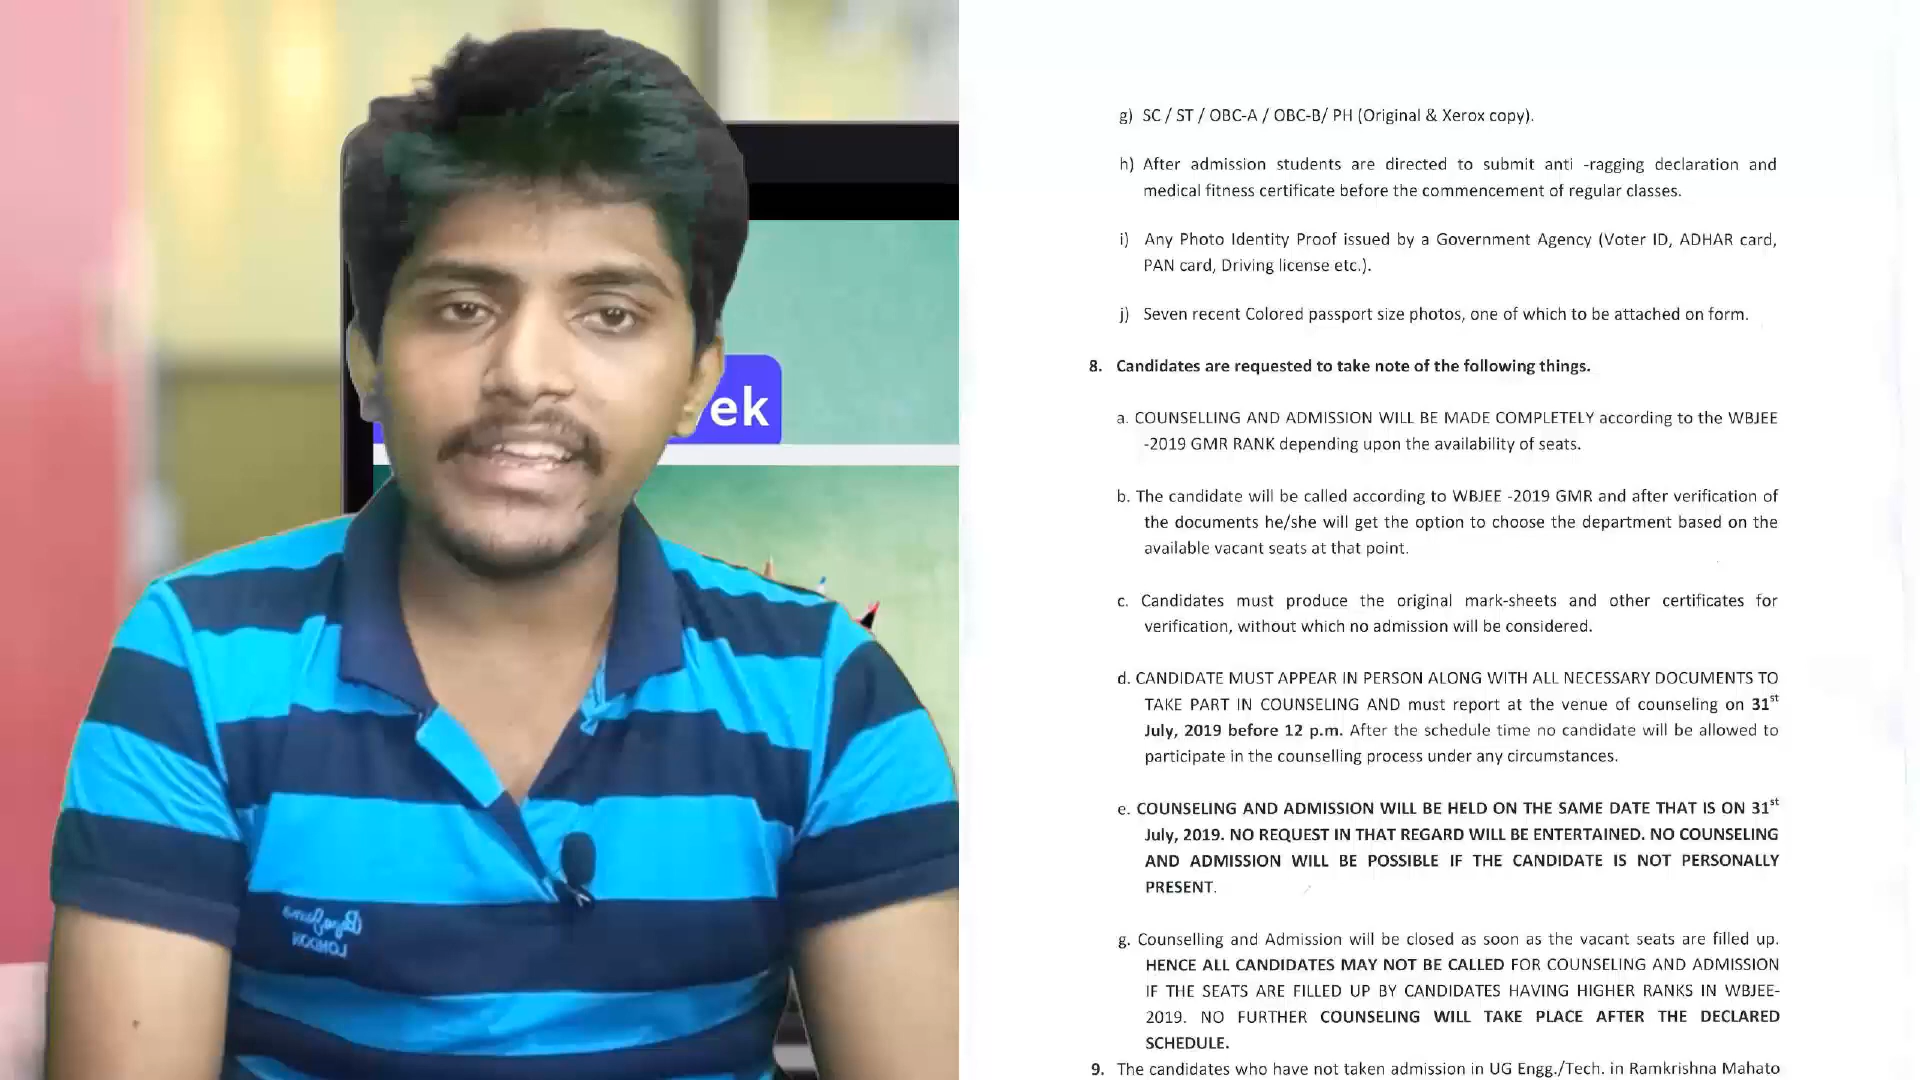 ek
LONDON
g) SC / ST / OBC-A / OBC-B/ PH (Original & Xerox copy).
h) After admission students are directed to submit anti -ragging declaration and
medical fitness certificate before the commencement of regular classes.
i) Any Photo Identity Proof issued by a Government Agency (Voter ID, ADHAR card,
PAN card, Driving license etc.).
j) Seven recent Colored passport size photos, one of which to be attached on form.
8. Candidates are requested to take note of the following things.
a. COUNSELLING AND ADMISSION WILL BE MADE COMPLETELY according to the WBJEE
-2019 GMR RANK depending upon the availability of seats.
b. The candidate will be called according to WBJEE -2019 GMR and after verification of
the documents he/she will get the option to choose the department based on the
available vacant seats at that point.
c. Candidates must produce the original mark-sheets and other certificates for
verification, without which no admission will be considered.
d. CANDIDATE MUST APPEAR IN PERSON ALONG WITH ALL NECESSARY DOCUMENTS TO
TAKE PART IN COUNSELING AND must report at the venue of counseling on 31st
July, 2019 before 12 p.m. After the schedule time no candidate will be allowed to
participate in the counselling process under any circumstances.
e. COUNSELING AND ADMISSION WILL BE HELD ON THE SAME DATE THAT IS ON 31st
July, 2019. NO REQUEST IN THAT REGARD WILL BE ENTERTAINED. NO COUNSELING
AND ADMISSION WILL BE POSSIBLE IF THE CANDIDATE IS NOT PERSONALLY
PRESENT.
g. Counselling and Admission will be closed as soon as the vacant seats are filled up.
HENCE ALL CANDIDATES MAY NOT BE CALLED FOR COUNSELING AND ADMISSION
IF THE SEATS ARE FILLED UP BY CANDIDATES HAVING HIGHER RANKS IN WBJEE-
2019. NO FURTHER COUNSELING WILL TAKE PLACE AFTER THE DECLARED
SCHEDULE.
9. The candidates who have not taken admission in UG Engg./Tech. in Ramkrishna Mahato